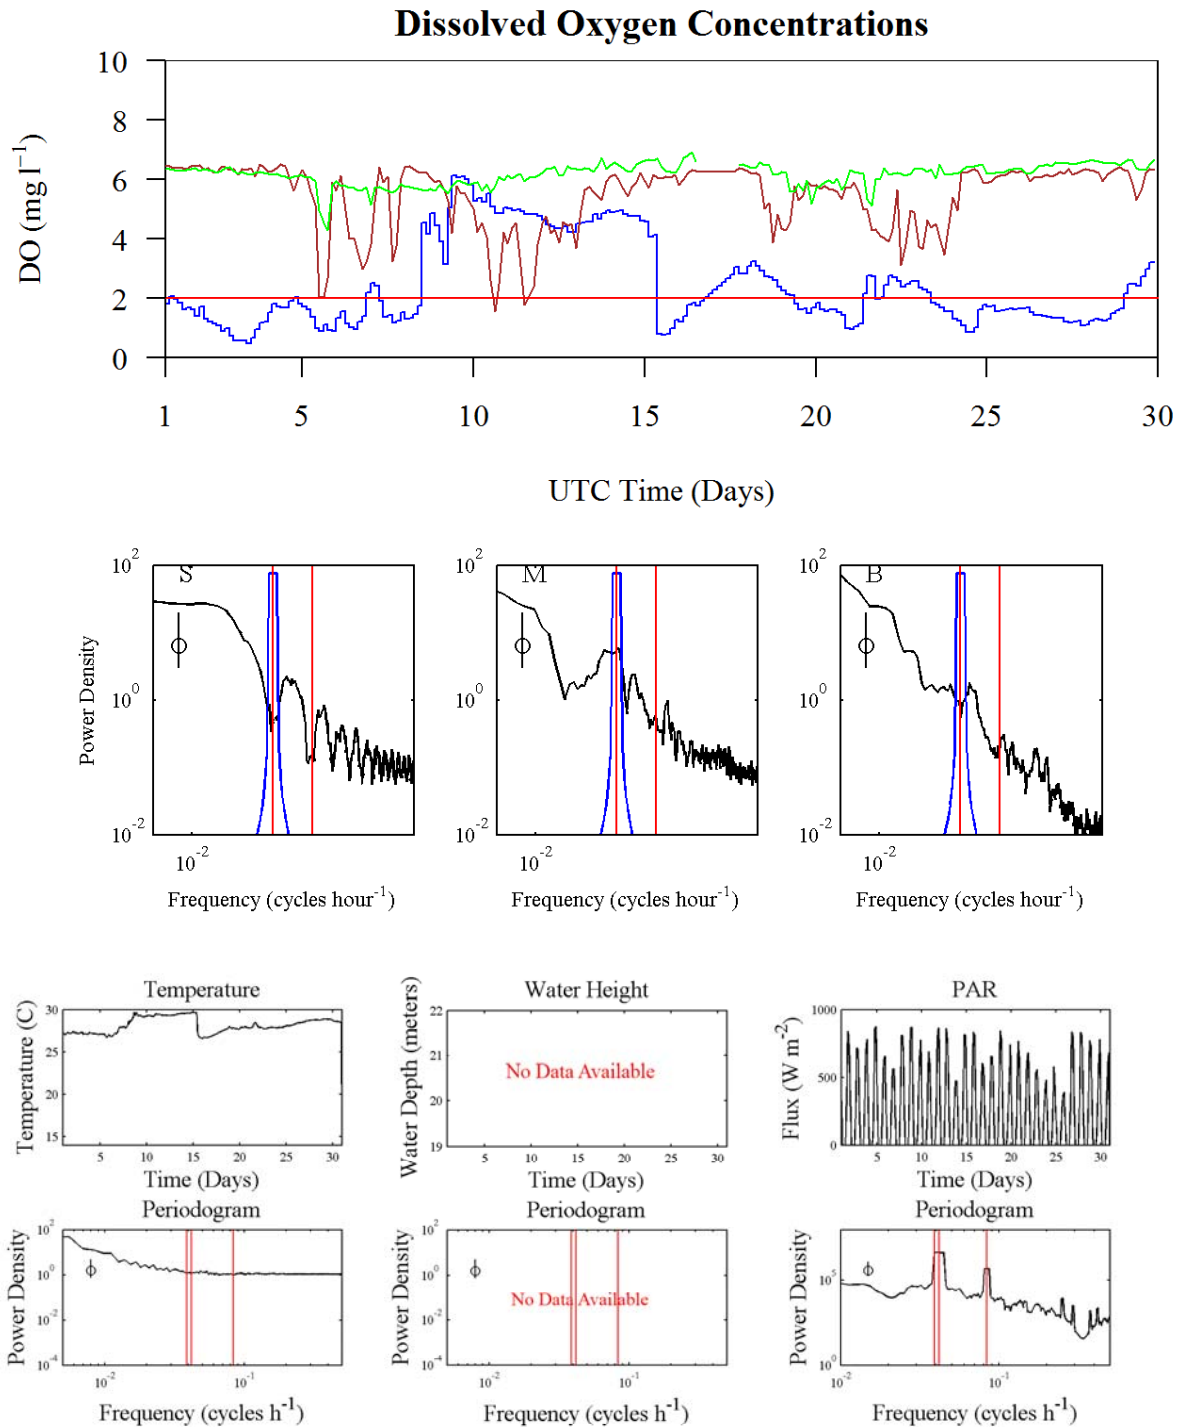 Dissolved Oxygen Concentrations
DO (mg l⁻¹)
10
8
6
4
2
0
1 5 10 15 20 25 30
UTC Time (Days)
Power Density
10² 10² 10²
S M B
10⁰ 10⁰ 10⁰
10⁻² 10⁻² 10⁻²
10⁻² 10⁻² 10⁻²
Frequency (cycles hour⁻¹) Frequency (cycles hour⁻¹) Frequency (cycles hour⁻¹)
Temperature
Temperature (C)
30
25
20
15
5 10 15 20 25 30
Time (Days)
Water Height
Water Depth (meters)
22
21
20
19
No Data Available
5 10 15 20 25 30
Time (Days)
PAR
Flux (W m⁻²)
1000
500
0
5 10 15 20 25 30
Time (Days)
Periodogram
Power Density
10²
10⁰
10⁻²
10⁻⁴
10⁻² 10⁻¹
Frequency (cycles h⁻¹)
Periodogram
Power Density
10²
10⁰
10⁻²
10⁻⁴
No Data Available
10⁻² 10⁻¹
Frequency (cycles h⁻¹)
Periodogram
Power Density
10⁵
10⁰
10⁻² 10⁻¹
Frequency (cycles h⁻¹)